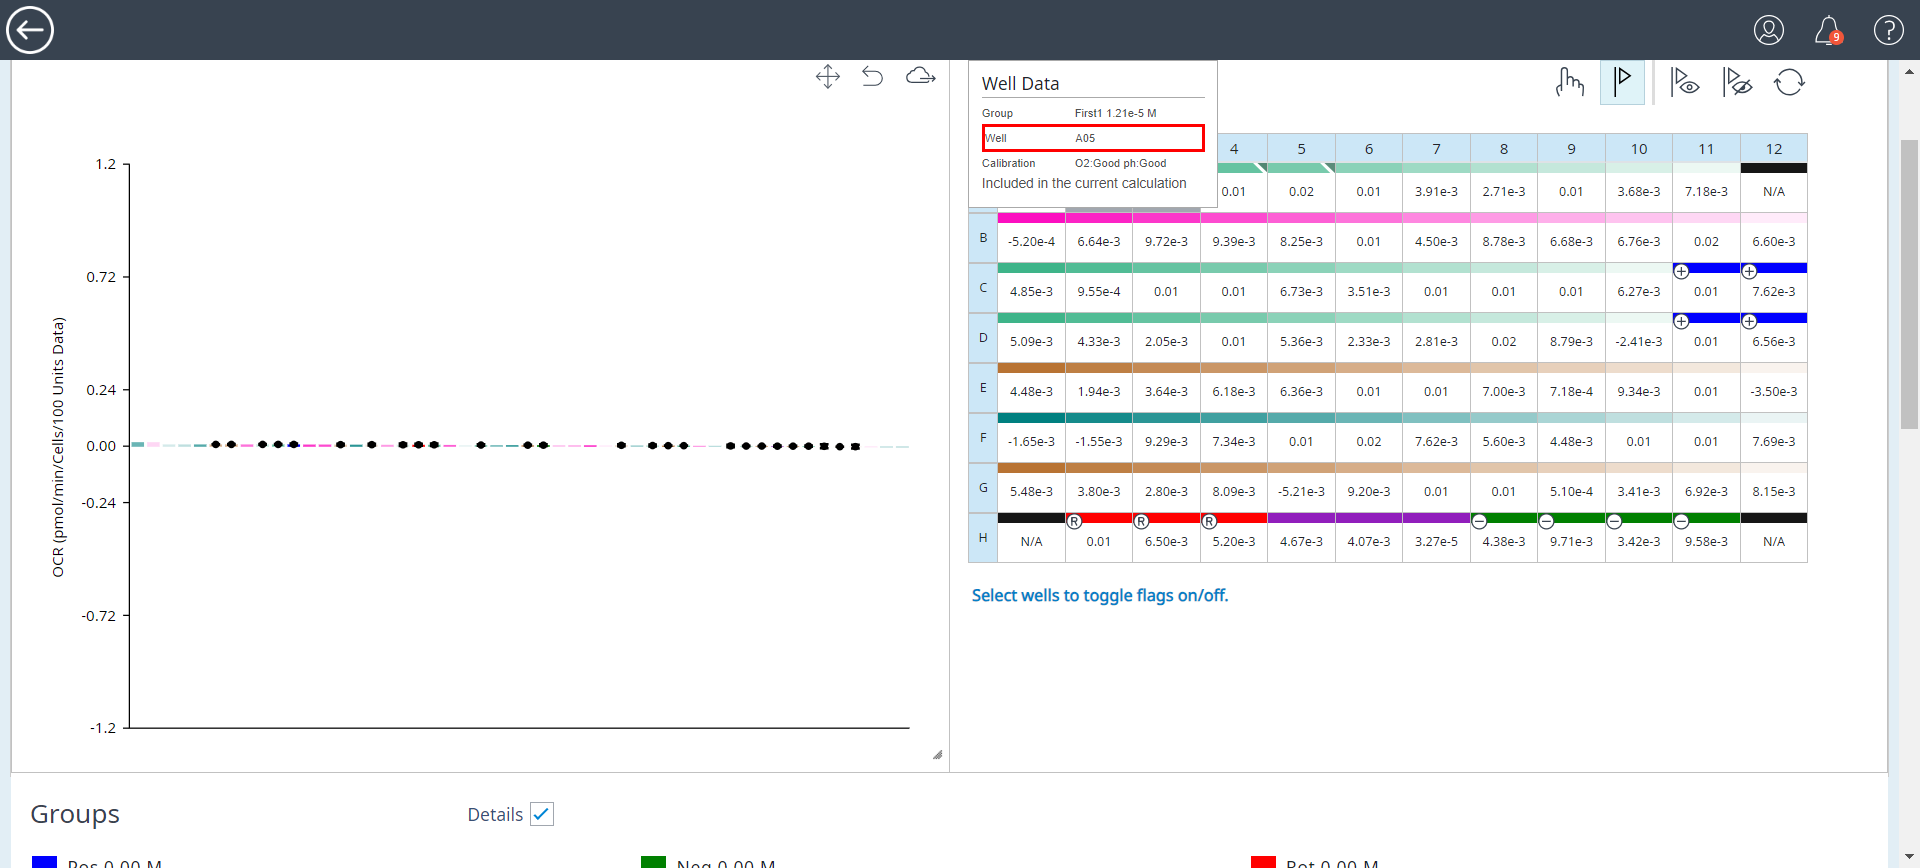 9
?
Well Data
Group First1 1.21e-5 M
Well A05
Calibration O2:Good ph:Good
Included in the current calculation
1.2
0.72
0.24
0.00
-0.24
-0.72
-1.2
OCR (pmol/min/Cells/100 Units Data)
4 5 6 7 8 9 10 11 12
0.01 0.02 0.01 3.91e-3 2.71e-3 0.01 3.68e-3 7.18e-3 N/A
B -5.20e-4 6.64e-3 9.72e-3 9.39e-3 8.25e-3 0.01 4.50e-3 8.78e-3 6.68e-3 6.76e-3 0.02 6.60e-3
+ +
C 4.85e-3 9.55e-4 0.01 0.01 6.73e-3 3.51e-3 0.01 0.01 0.01 6.27e-3 0.01 7.62e-3
+ +
D 5.09e-3 4.33e-3 2.05e-3 0.01 5.36e-3 2.33e-3 2.81e-3 0.02 8.79e-3 -2.41e-3 0.01 6.56e-3
E 4.48e-3 1.94e-3 3.64e-3 6.18e-3 6.36e-3 0.01 0.01 7.00e-3 7.18e-4 9.34e-3 0.01 -3.50e-3
F -1.65e-3 -1.55e-3 9.29e-3 7.34e-3 0.01 0.02 7.62e-3 5.60e-3 4.48e-3 0.01 0.01 7.69e-3
G 5.48e-3 3.80e-3 2.80e-3 8.09e-3 -5.21e-3 9.20e-3 0.01 0.01 5.10e-4 3.41e-3 6.92e-3 8.15e-3
R R R − − − −
H N/A 0.01 6.50e-3 5.20e-3 4.67e-3 4.07e-3 3.27e-5 4.38e-3 9.71e-3 3.42e-3 9.58e-3 N/A
Select wells to toggle flags on/off.
Groups Details
Pos 0.00 M Neg 0.00 M Rot 0.00 M